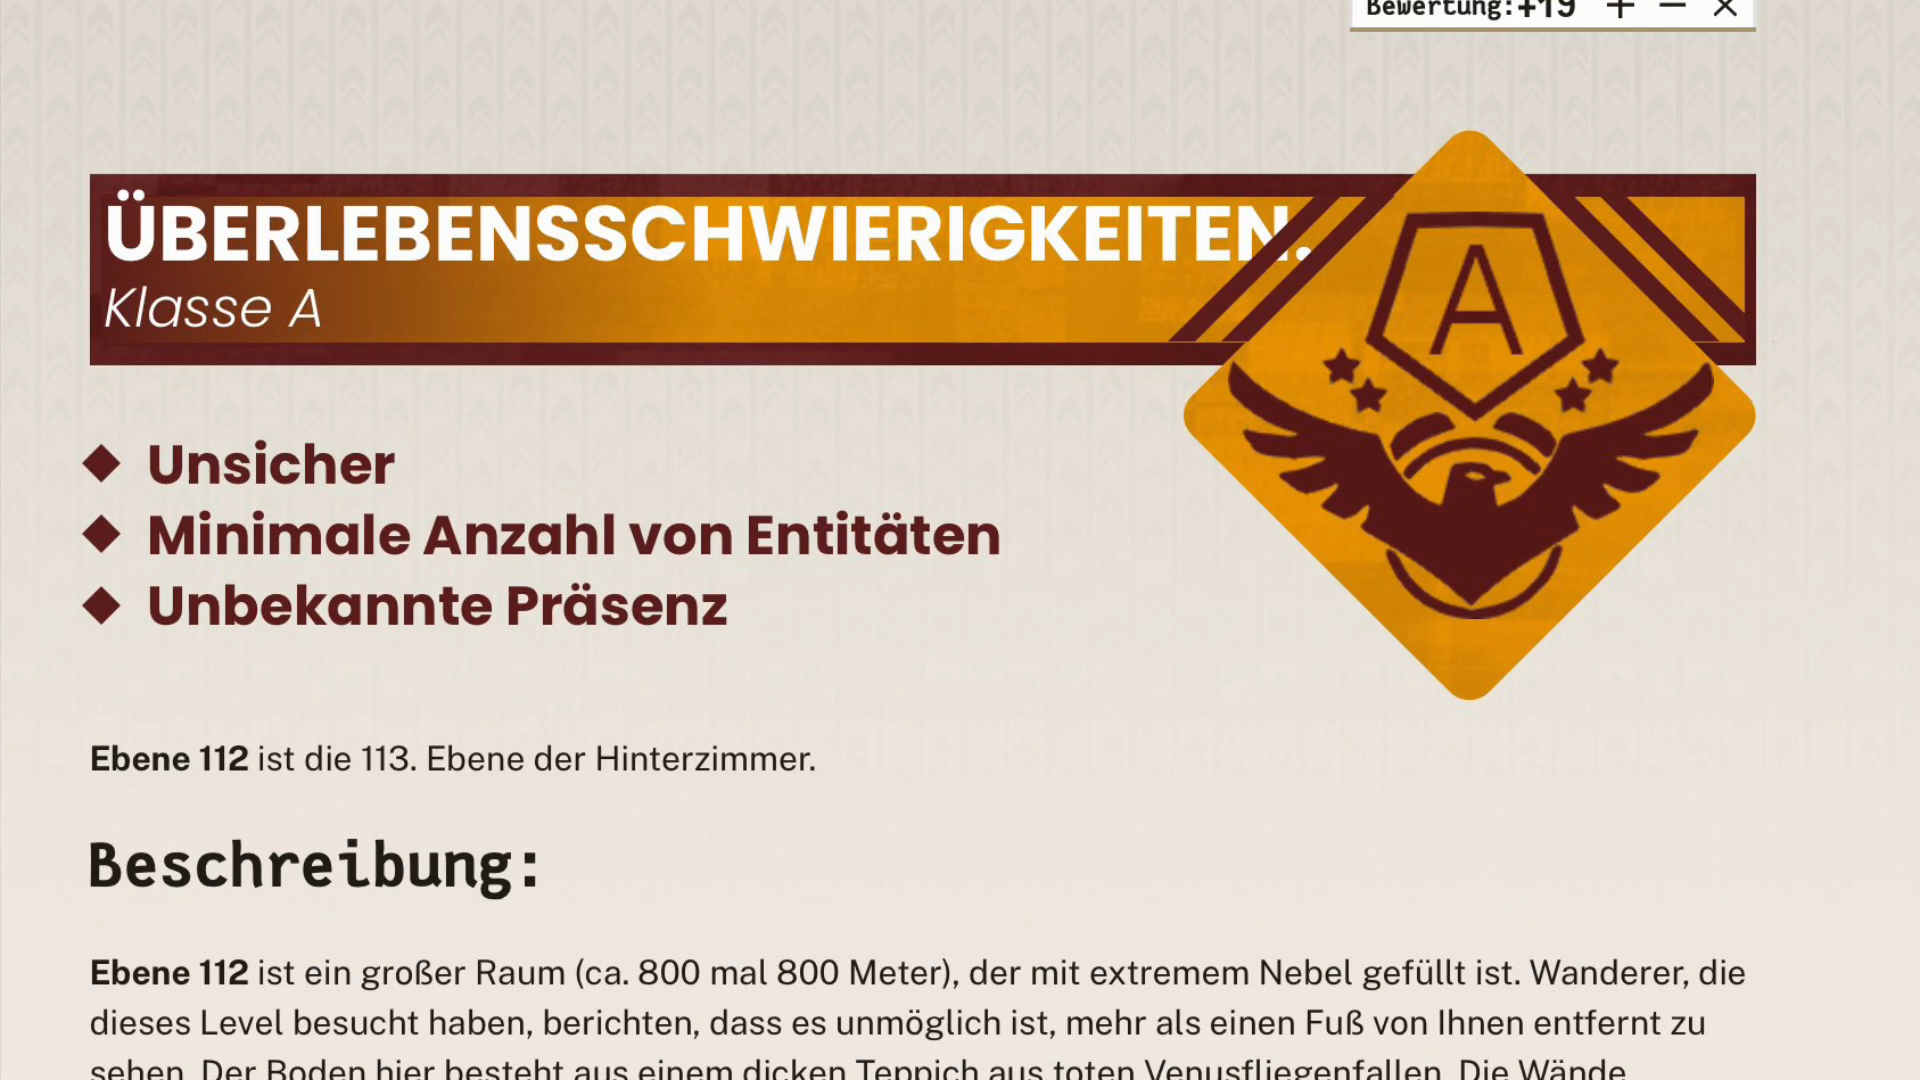 Bewertung:+19 + − ×
ÜBERLEBENSSCHWIERIGKEITEN.
Klasse A
A
Unsicher
Minimale Anzahl von Entitäten
Unbekannte Präsenz
Ebene 112 ist die 113. Ebene der Hinterzimmer.
Beschreibung:
Ebene 112 ist ein großer Raum (ca. 800 mal 800 Meter), der mit extremem Nebel gefüllt ist. Wanderer, die
dieses Level besucht haben, berichten, dass es unmöglich ist, mehr als einen Fuß von Ihnen entfernt zu
sehen. Der Boden hier besteht aus einem dicken Teppich aus toten Venusfliegenfallen. Die Wände